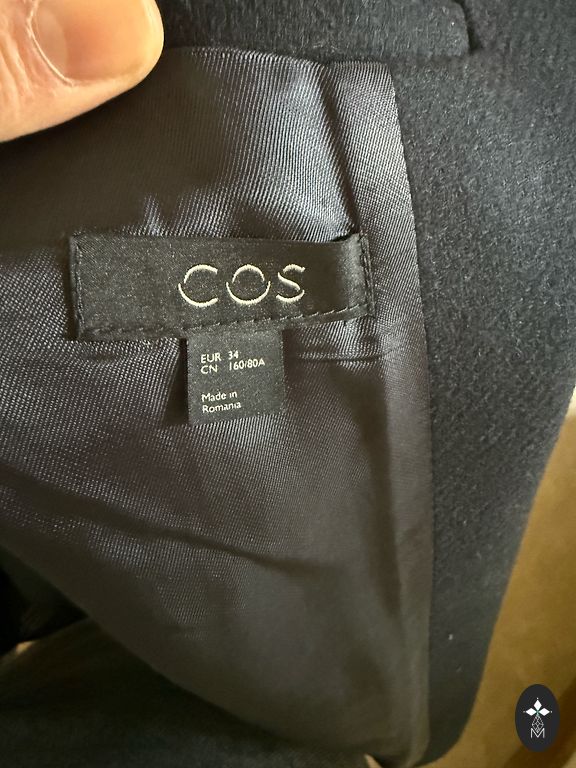 COS
EUR 34
CN 160/80A
Made in
Romania
M